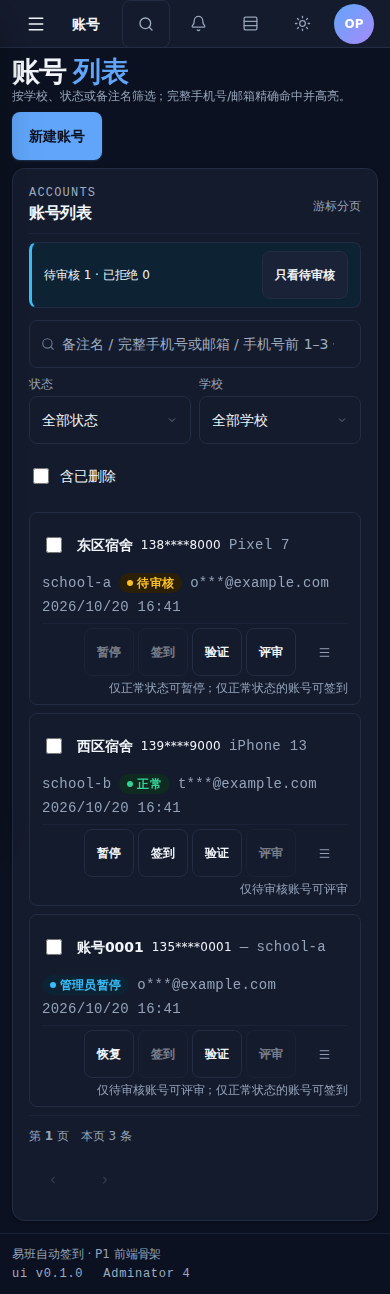 账号
OP
账号 列表
按学校、状态或备注名筛选；完整手机号/邮箱精确命中并高亮。
新建账号
ACCOUNTS
账号列表
游标分页
待审核 1 · 已拒绝 0
只看待审核
备注名 / 完整手机号或邮箱 / 手机号前 1–3
状态
学校
全部状态
全部学校
含已删除
东区宿舍 138****8000 Pixel 7
school-a 待审核 o***@example.com
2026/10/20 16:41
暂停 签到 验证 评审
仅正常状态可暂停；仅正常状态的账号可签到
西区宿舍 139****9000 iPhone 13
school-b 正常 t***@example.com
2026/10/20 16:41
暂停 签到 验证 评审
仅待审核账号可评审
账号0001 135****0001 — school-a
管理员暂停 o***@example.com
2026/10/20 16:41
恢复 签到 验证 评审
仅待审核账号可评审；仅正常状态的账号可签到
第 1 页 本页 3 条
易班自动签到 · P1 前端骨架
ui v0.1.0 Adminator 4